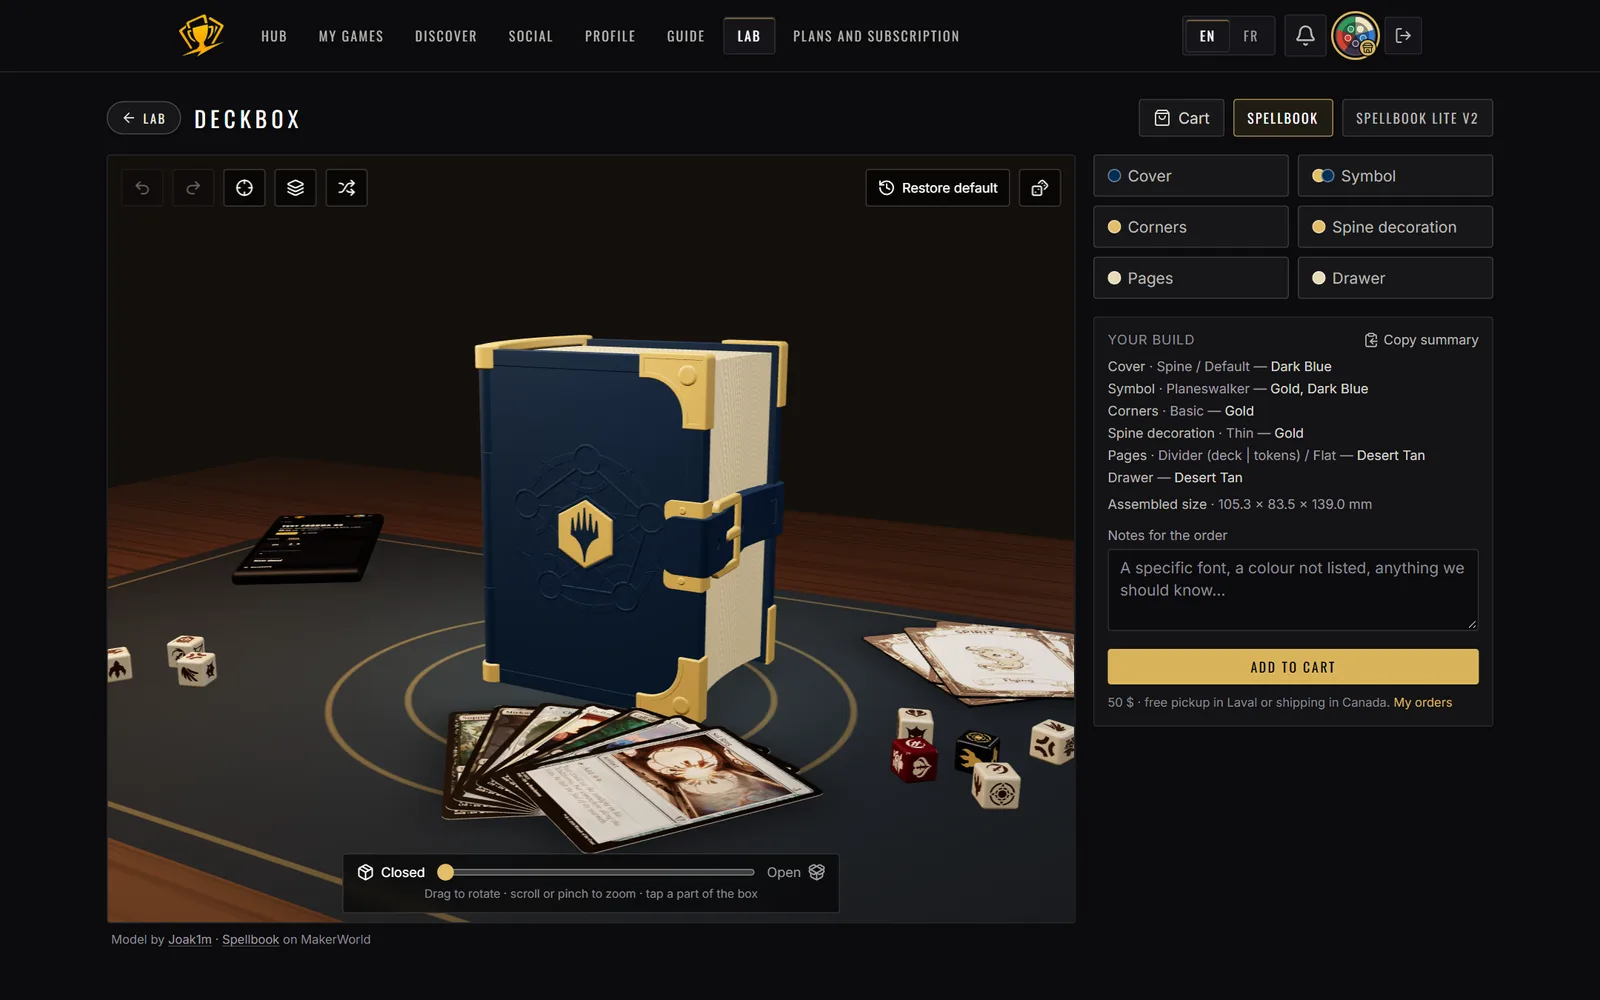 HUB
MY GAMES
DISCOVER
SOCIAL
PROFILE
GUIDE
LAB
PLANS AND SUBSCRIPTION
EN
FR
LAB
DECKBOX
Cart
SPELLBOOK
SPELLBOOK LITE V2
Restore default
Cover
Symbol
Corners
Spine decoration
Pages
Drawer
YOUR BUILD
Copy summary
Cover · Spine / Default — Dark Blue
Symbol · Planeswalker — Gold, Dark Blue
Corners · Basic — Gold
Spine decoration · Thin — Gold
Pages · Divider (deck | tokens) / Flat — Desert Tan
Drawer — Desert Tan
Assembled size · 105.3 × 83.5 × 139.0 mm
Notes for the order
A specific font, a colour not listed, anything we
should know...
ADD TO CART
50 $ · free pickup in Laval or shipping in Canada. My orders
SPIRIT
Flying
Closed
Open
Drag to rotate · scroll or pinch to zoom · tap a part of the box
Model by Joak1m · Spellbook on MakerWorld